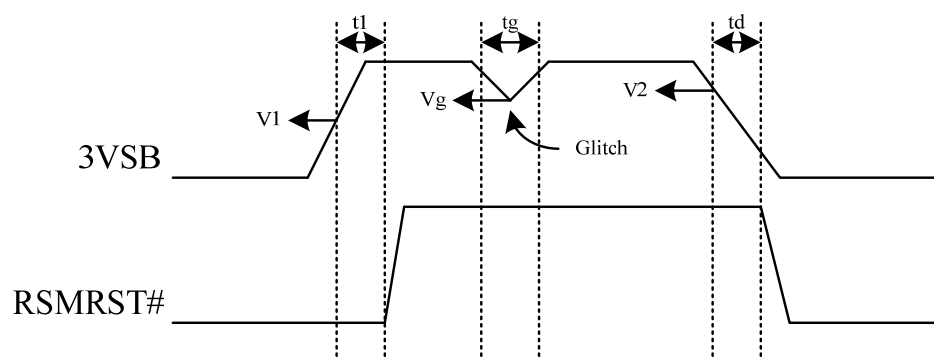 t1
tg
td
V1
Vg
V2
Glitch
3VSB
RSMRST#